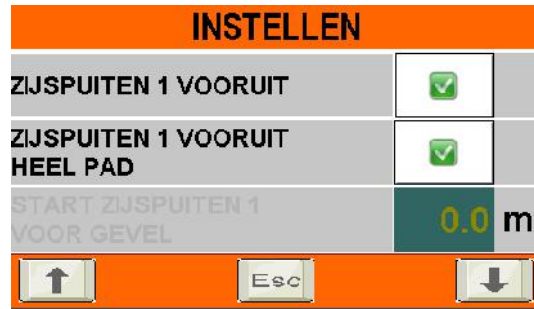 INSTELLEN
ZIJSPUITEN 1 VOORUIT
ZIJSPUITEN 1 VOORUIT
HEEL PAD
START ZIJSPUITEN 1
VOOR GEVEL
0.0 m
Esc